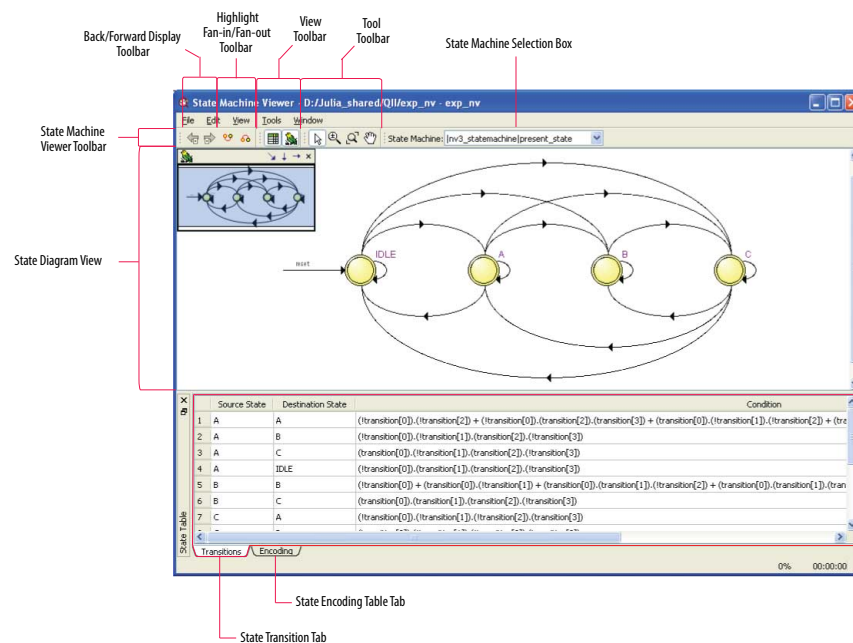 Back/Forward Display
Toolbar
Highlight
Fan-in/Fan-out
Toolbar
View
Toolbar
Tool
Toolbar
State Machine Selection Box
State Machine
Viewer Toolbar
State Diagram View
State Machine Viewer - D:/Julia_shared/QII/exp_nv - exp_nv
File Edit View Tools Window
State Machine: |nv3_statemachine|present_state
reset
IDLE
A
B
C
State Table
Source State Destination State Condition
1 A A (!transition[0]).(!transition[2]) + (!transition[0]).(transition[2]).(transition[3]) + (transition[0]).(!transition[1]).(!transition[2]) + (tra
2 A B (!transition[0]).(!transition[1]).(transition[2]).(!transition[3])
3 A C (transition[0]).(!transition[1]).(transition[2]).(!transition[3])
4 A IDLE (!transition[0]).(transition[1]).(transition[2]).(!transition[3])
5 B B (!transition[0]) + (transition[0]).(!transition[1]) + (transition[0]).(transition[1]).(!transition[2]) + (transition[0]).(transition[1]).(tran
6 B C (transition[0]).(transition[1]).(transition[2]).(!transition[3])
7 C A (!transition[0]).(!transition[1]).(!transition[2]).(transition[3])
Transitions Encoding
0% 00:00:00
State Encoding Table Tab
State Transition Tab